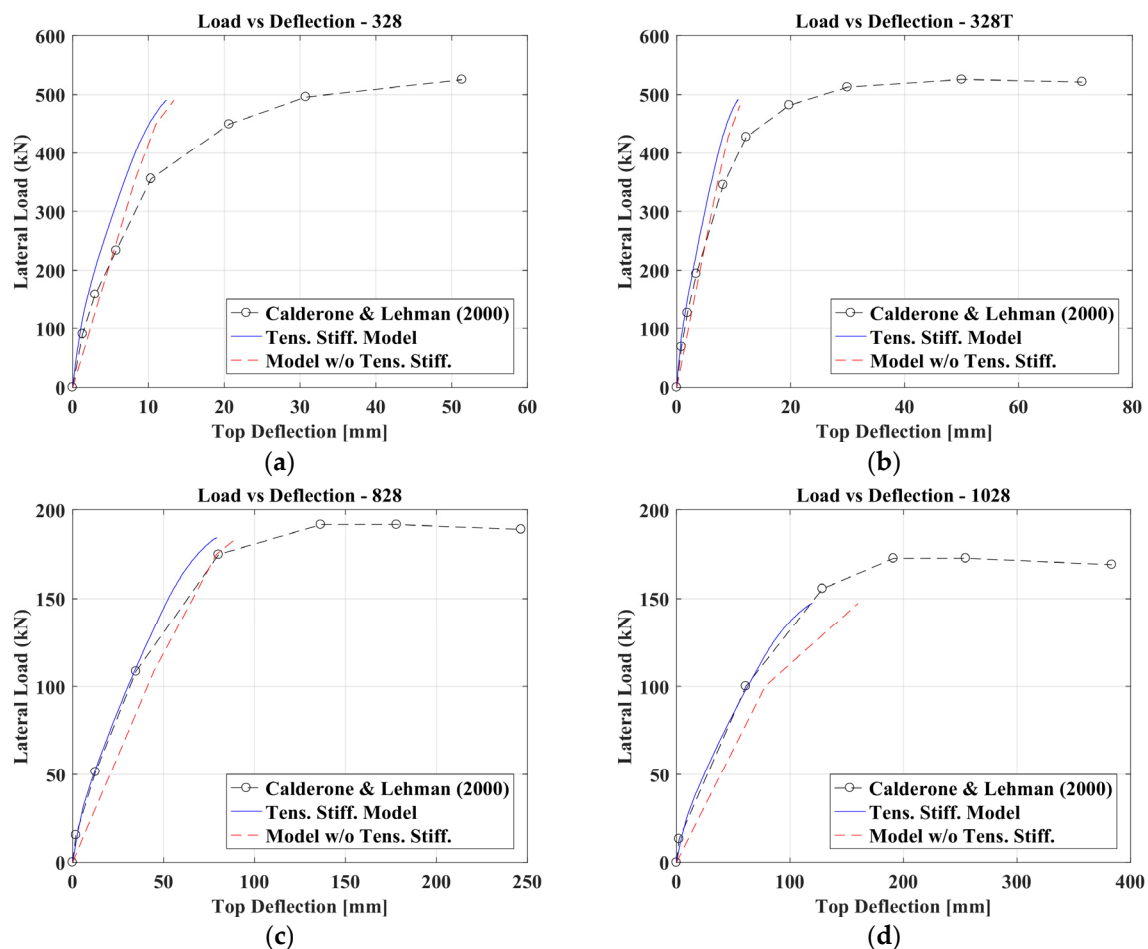 Load vs Deflection - 328
600
500
400
300
200
100
0
Lateral Load (kN)
Calderone & Lehman (2000)
Tens. Stiff. Model
Model w/o Tens. Stiff.
0 10 20 30 40 50 60
Top Deflection [mm]
(a)
Load vs Deflection - 328T
600
500
400
300
200
100
0
Lateral Load (kN)
Calderone & Lehman (2000)
Tens. Stiff. Model
Model w/o Tens. Stiff.
0 20 40 60 80
Top Deflection [mm]
(b)
Load vs Deflection - 828
200
150
100
50
0
Lateral Load (kN)
Calderone & Lehman (2000)
Tens. Stiff. Model
Model w/o Tens. Stiff.
0 50 100 150 200 250
Top Deflection [mm]
(c)
Load vs Deflection - 1028
200
150
100
50
0
Lateral Load (kN)
Calderone & Lehman (2000)
Tens. Stiff. Model
Model w/o Tens. Stiff.
0 100 200 300 400
Top Deflection [mm]
(d)